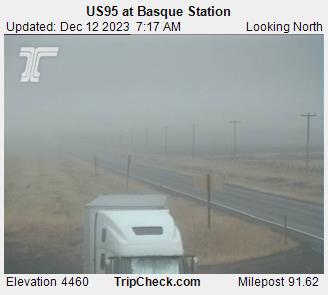 US95 at Basque Station
Updated: Dec 12 2023 7:17 AM Looking North
Elevation 4460 TripCheck.com Milepost 91.62